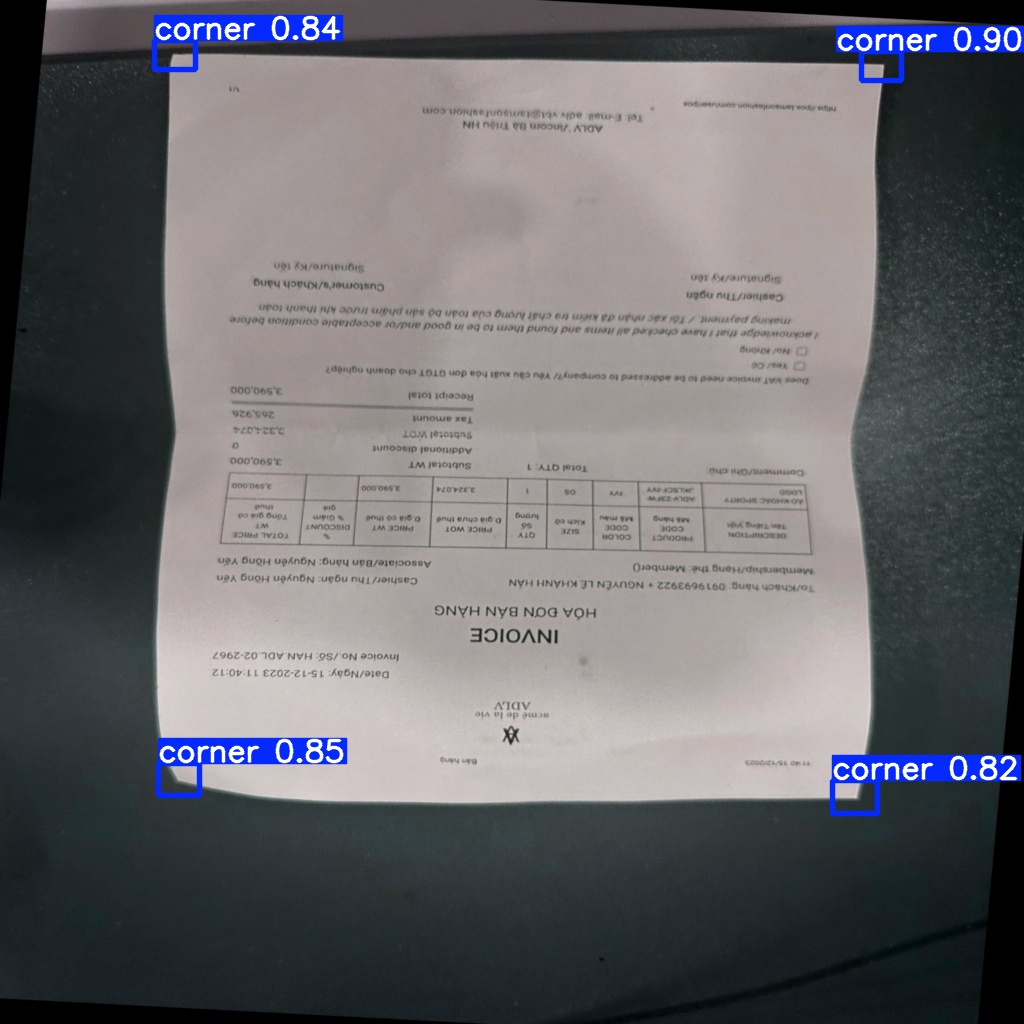 corner 0.84
corner 0.90
corner 0.85
corner 0.82
11:40 15/12/2023
Bán hàng
acmé de la vie
ADLV
Date/Ngày: 15-12-2023 11:40:12
Invoice No./Số: HAN ADL 02-2967
INVOICE
HÓA ĐƠN BÁN HÀNG
To/Khách hàng: 0919693922 + NGUYỄN LÊ KHÁNH HÂN
Cashier/Thu ngân: Nguyễn Hồng Yến
Membership/Hạng thẻ: Member()
Associate/Bán hàng: Nguyễn Hồng Yến
DESCRIPTION Tên Tiếng Việt
PRODUCT CODE Mã hàng
COLOR CODE Mã màu
SIZE Kích cỡ
QTY Số lượng
PRICE WOT Đ giá chưa thuế
PRICE WT Đ giá có thuế
% DISCOUNT % Giảm giá
TOTAL PRICE WT Tổng giá có thuế
ÁO KHOÁC SPORTY LOGO
OS
1
3,324,074
3,590,000
3,590,000
Comment/Ghi chú:
Total QTY: 1
Subtotal WT 3,590,000
Additional discount 0
Subtotal WOT 3,324,074
Tax amount 265,926
Receipt total 3,590,000
Does VAT invoice need to be addressed to company?/ Yêu cầu xuất hóa đơn GTGT cho doanh nghiệp?
Yes/ Có
No/ Không
I acknowledge that I have checked all items and found them to be in good and/or acceptable condition before
making payment. / Tôi xác nhận đã kiểm tra chất lượng của toàn bộ sản phẩm trước khi thanh toán
Cashier/Thu ngân
Customer/s/Khách hàng
Signature/Ký tên
Signature/Ký tên
ADLV Vincom Bà Triệu HN
Tel: E-mail: adlv.vbt@tamsonfashion.com
https://pos.tamsonfashion.com/user/pos
1/1